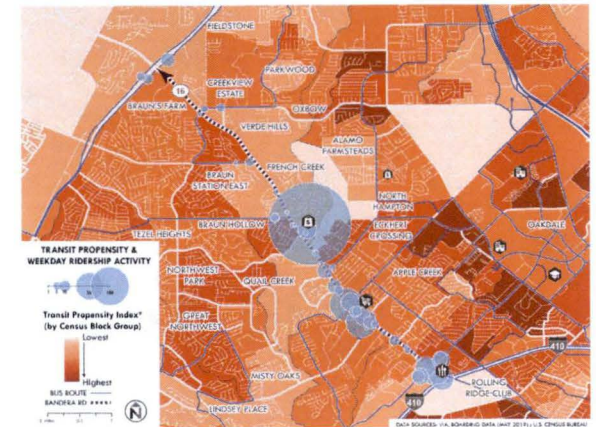 FIELDSTONE
PARKWOOD
CREEKVIEW
ESTATE
16
BRAUN'S FARM
OXBOW
VERDE HILLS
ALAMO
FARMSTEADS
FRENCH CREEK
BRAUN
STATION EAST
NORTH
HAMPTON
BRAUN HOLLOW
ECKHERT
CROSSING
OAKDALE
TEZEL HEIGHTS
TRANSIT PROPENSITY &
WEEKDAY RIDERSHIP ACTIVITY
NORTHWEST
PARK
QUAIL CREEK
APPLE CREEK
Transit Propensity Index*
(by Census Block Group)
Lowest
Highest
GREAT
NORTHWEST
410
MISTY OAKS
BUS ROUTE
BANDERA RD
N
ROLLING
RIDGE CLUB
410
LINDSEY PLACE
DATA SOURCES: VIA, BOARDING DATA (MAY 2019); U.S. CENSUS BUREAU